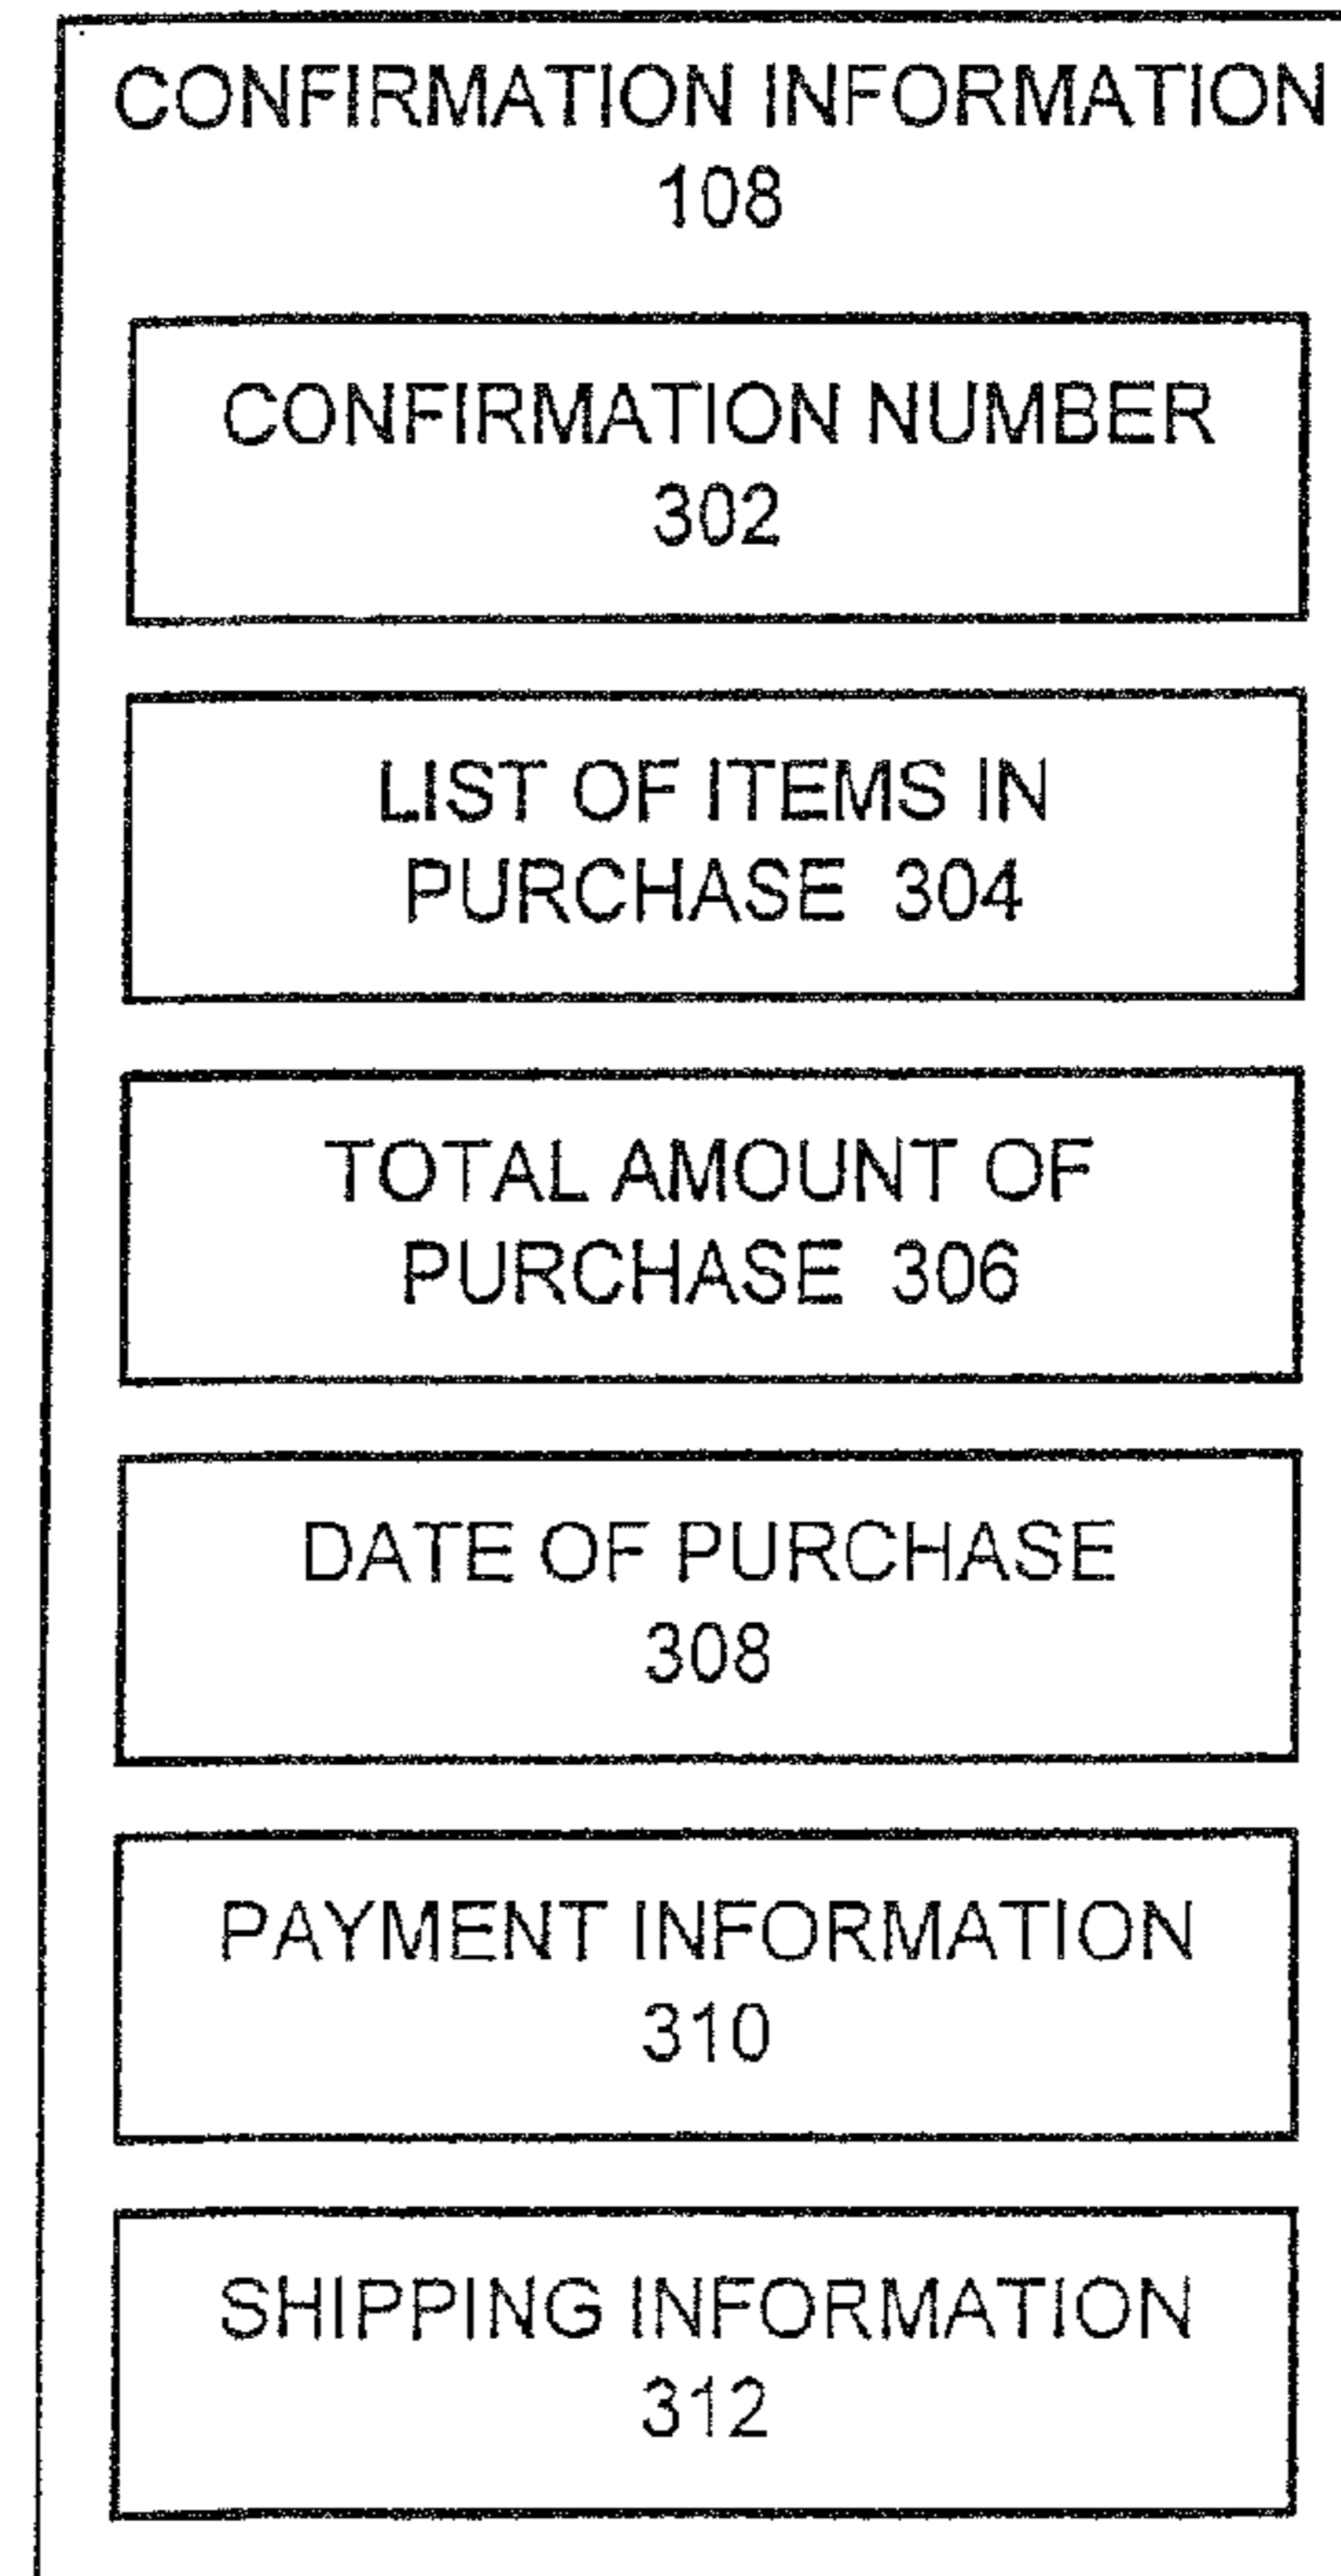 CONFIRMATION INFORMATION
108
CONFIRMATION NUMBER
302
LIST OF ITEMS IN
PURCHASE 304
TOTAL AMOUNT OF
PURCHASE 306
DATE OF PURCHASE
308
PAYMENT INFORMATION
310
SHIPPING INFORMATION
312